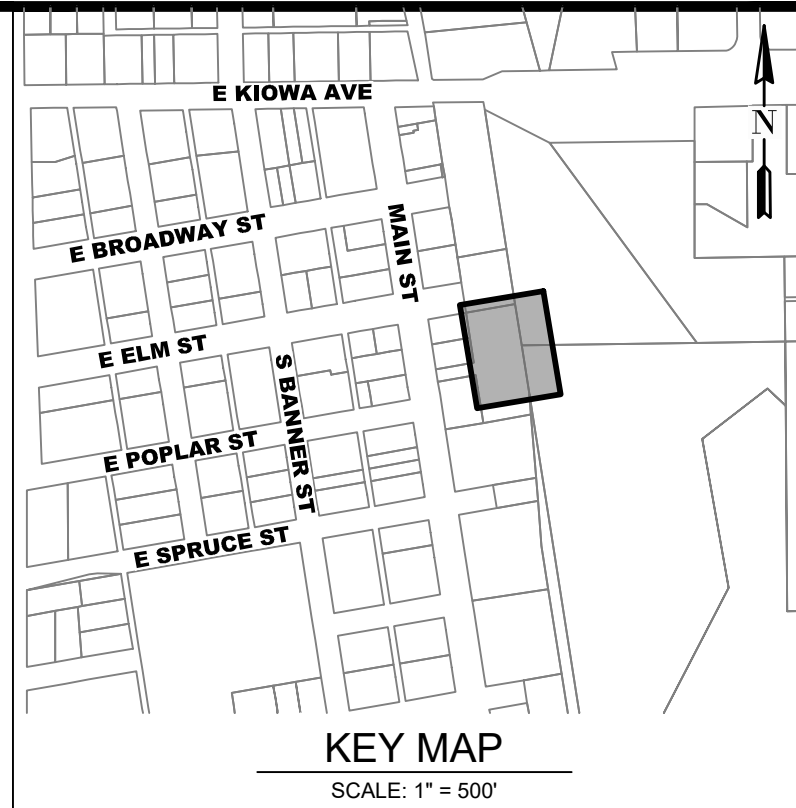 E KIOWA AVE
N
E BROADWAY ST
MAIN ST
E ELM ST
S BANNER ST
E POPLAR ST
E SPRUCE ST
KEY MAP
SCALE: 1" = 500'